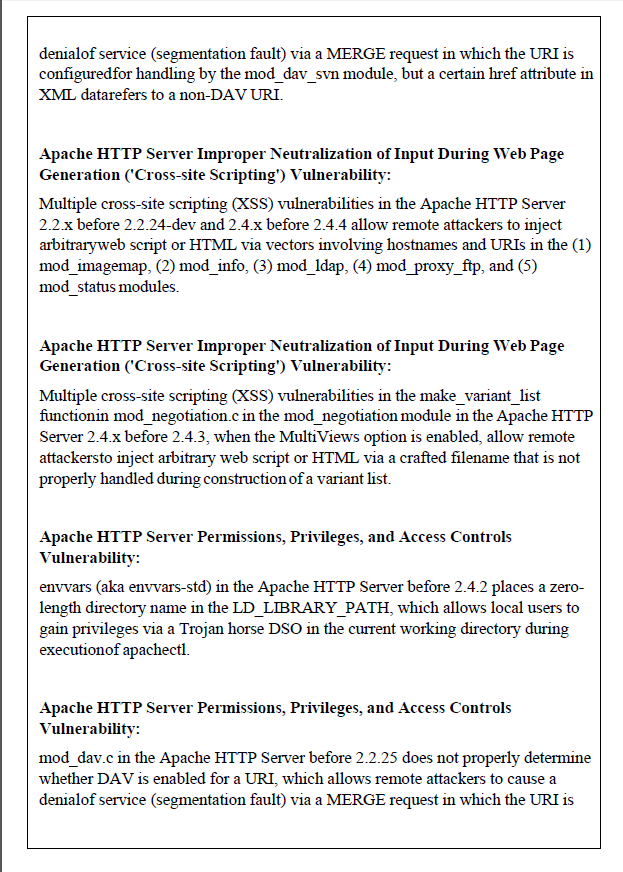 denialof service (segmentation fault) via a MERGE request in which the URI is
configuredfor handling by the mod_dav_svn module, but a certain href attribute in
XML datarefers to a non-DAV URI.
Apache HTTP Server Improper Neutralization of Input During Web Page
Generation ('Cross-site Scripting') Vulnerability:
Multiple cross-site scripting (XSS) vulnerabilities in the Apache HTTP Server
2.2.x before 2.2.24-dev and 2.4.x before 2.4.4 allow remote attackers to inject
arbitraryweb script or HTML via vectors involving hostnames and URIs in the (1)
mod_imagemap, (2) mod_info, (3) mod_ldap, (4) mod_proxy_ftp, and (5)
mod_status modules.
Apache HTTP Server Improper Neutralization of Input During Web Page
Generation ('Cross-site Scripting') Vulnerability:
Multiple cross-site scripting (XSS) vulnerabilities in the make_variant_list
functionin mod_negotiation.c in the mod_negotiation module in the Apache HTTP
Server 2.4.x before 2.4.3, when the MultiViews option is enabled, allow remote
attackersto inject arbitrary web script or HTML via a crafted filename that is not
properly handled during construction of a variant list.
Apache HTTP Server Permissions, Privileges, and Access Controls
Vulnerability:
envvars (aka envvars-std) in the Apache HTTP Server before 2.4.2 places a zero-
length directory name in the LD_LIBRARY_PATH, which allows local users to
gain privileges via a Trojan horse DSO in the current working directory during
executionof apachectl.
Apache HTTP Server Permissions, Privileges, and Access Controls
Vulnerability:
mod_dav.c in the Apache HTTP Server before 2.2.25 does not properly determine
whether DAV is enabled for a URI, which allows remote attackers to cause a
denialof service (segmentation fault) via a MERGE request in which the URI is